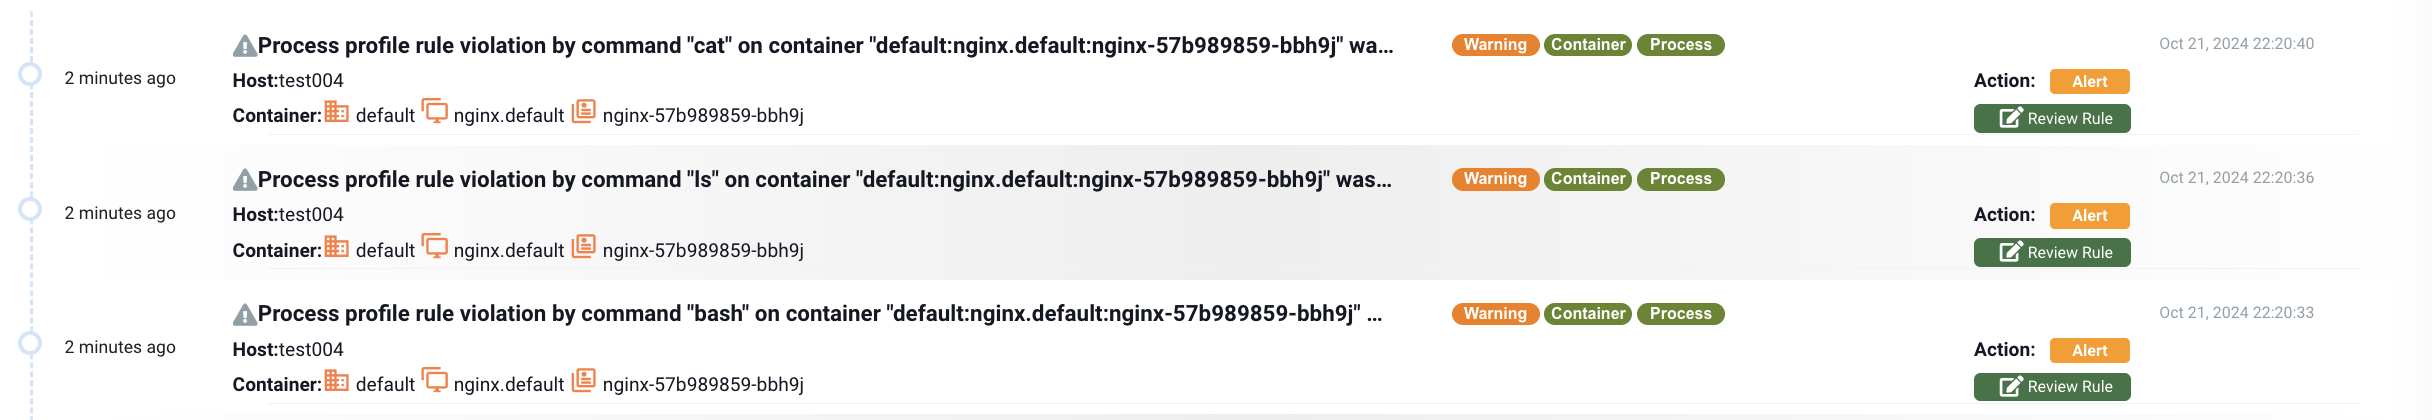 Process profile rule violation by command "cat" on container "default:nginx.default:nginx-57b989859-bbh9j" wa... Warning Container Process Oct 21, 2024 22:20:40
2 minutes ago Host:test004 Action: Alert
Container: default nginx.default nginx-57b989859-bbh9j Review Rule
Process profile rule violation by command "ls" on container "default:nginx.default:nginx-57b989859-bbh9j" was... Warning Container Process Oct 21, 2024 22:20:36
2 minutes ago Host:test004 Action: Alert
Container: default nginx.default nginx-57b989859-bbh9j Review Rule
Process profile rule violation by command "bash" on container "default:nginx.default:nginx-57b989859-bbh9j" ... Warning Container Process Oct 21, 2024 22:20:33
2 minutes ago Host:test004 Action: Alert
Container: default nginx.default nginx-57b989859-bbh9j Review Rule